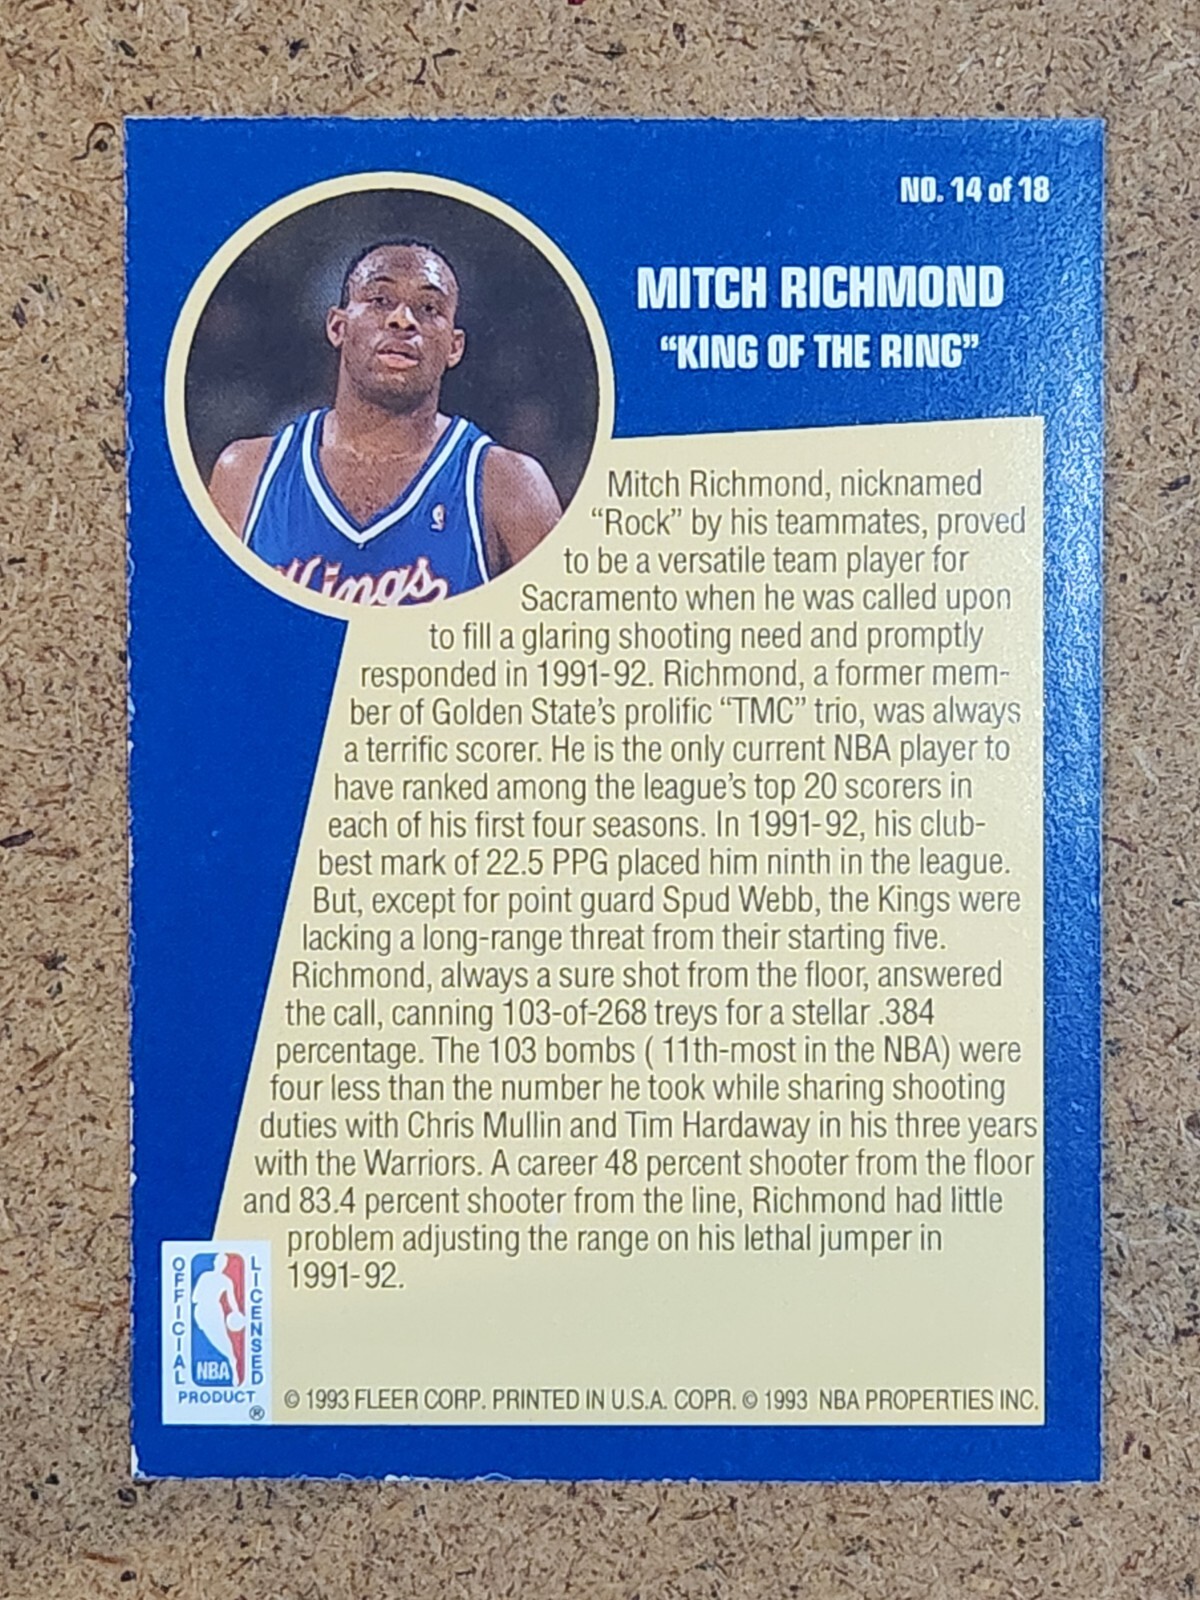 NO. 14 of 18
MITCH RICHMOND
“KING OF THE RING”
Kings
Mitch Richmond, nicknamed
“Rock” by his teammates, proved
to be a versatile team player for
Sacramento when he was called upon
to fill a glaring shooting need and promptly
responded in 1991-92. Richmond, a former mem-
ber of Golden State’s prolific “TMC” trio, was always
a terrific scorer. He is the only current NBA player to
have ranked among the league’s top 20 scorers in
each of his first four seasons. In 1991-92, his club-
best mark of 22.5 PPG placed him ninth in the league.
But, except for point guard Spud Webb, the Kings were
lacking a long-range threat from their starting five.
Richmond, always a sure shot from the floor, answered
the call, canning 103-of-268 treys for a stellar .384
percentage. The 103 bombs ( 11th-most in the NBA) were
four less than the number he took while sharing shooting
duties with Chris Mullin and Tim Hardaway in his three years
with the Warriors. A career 48 percent shooter from the floor
and 83.4 percent shooter from the line, Richmond had little
problem adjusting the range on his lethal jumper in
1991-92.
OFFICIAL
LICENSED
NBA
PRODUCT
®
© 1993 FLEER CORP. PRINTED IN U.S.A. COPR. © 1993 NBA PROPERTIES INC.